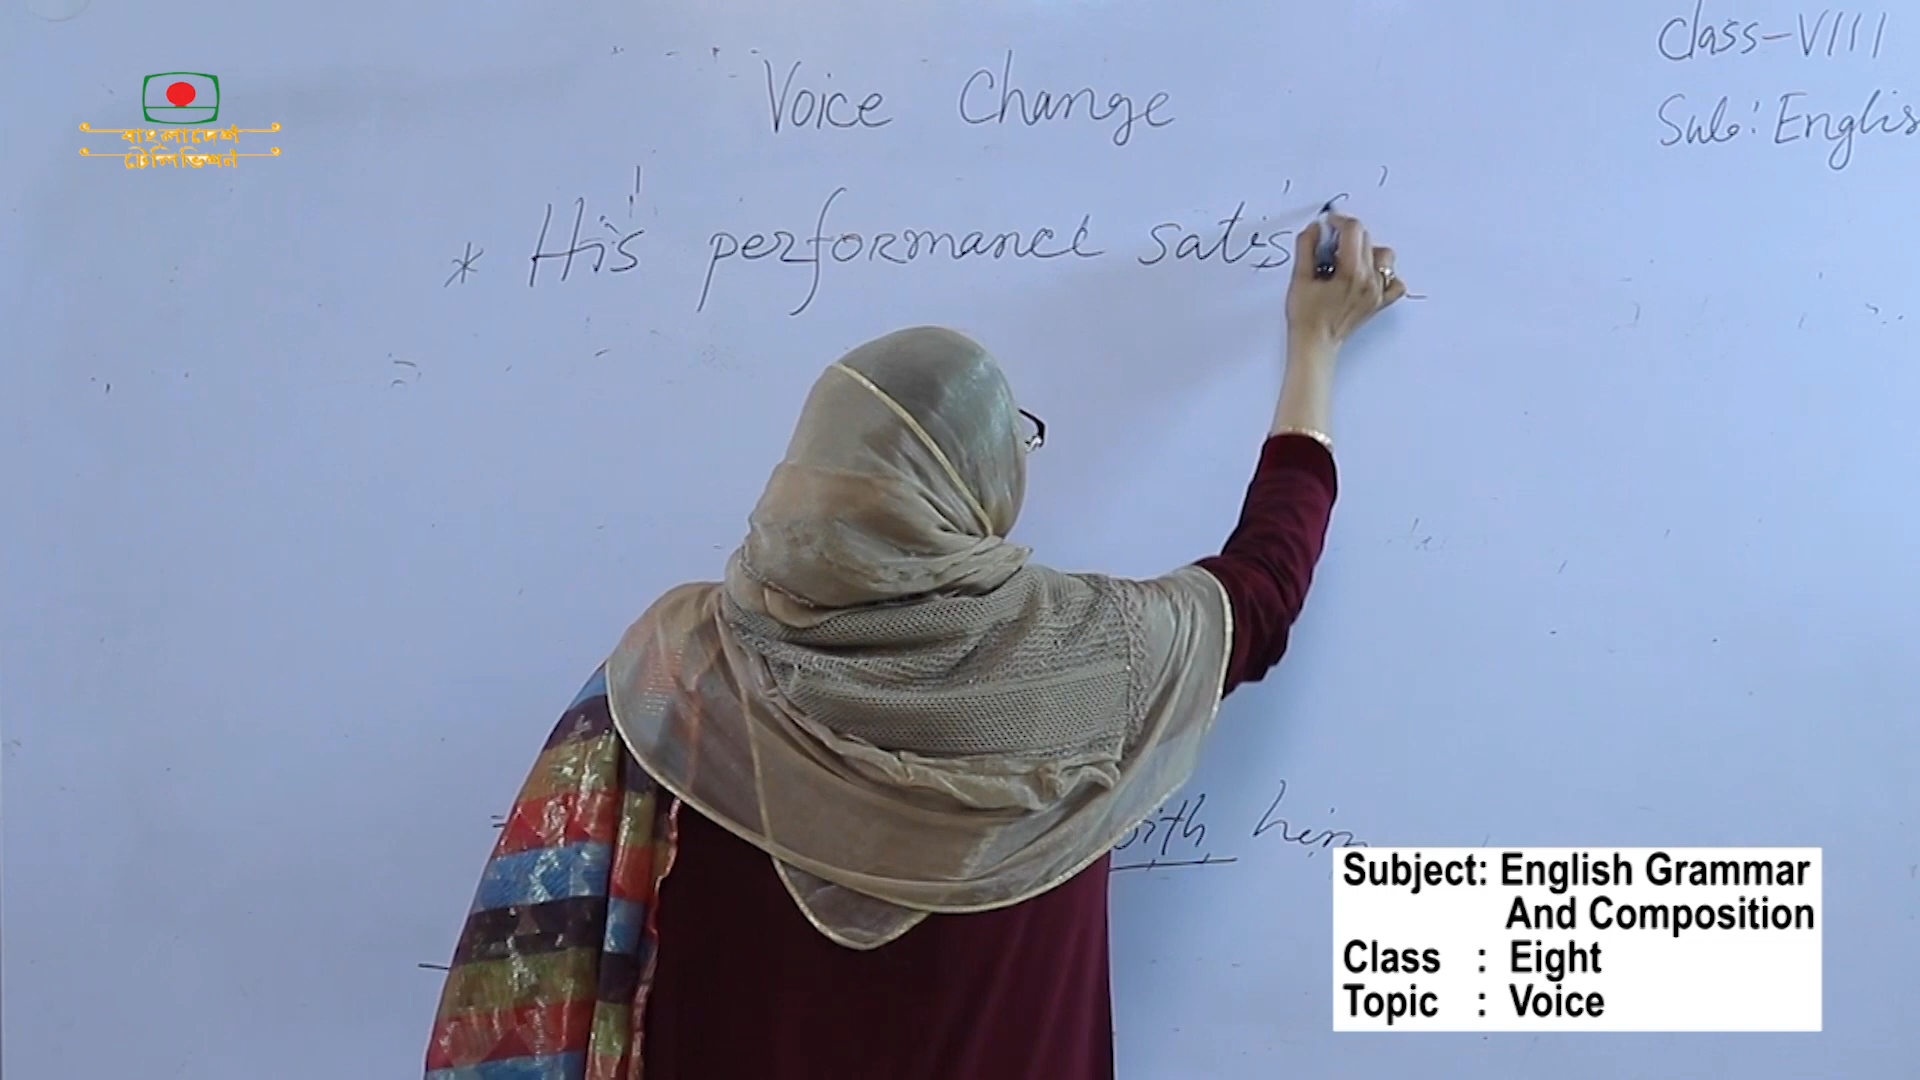 বাংলাদেশ
টেলিভিশন
Class-VIII
Sub: Englis
Voice Change
* His performance satis
with him
Subject: English Grammar
And Composition
Class : Eight
Topic : Voice